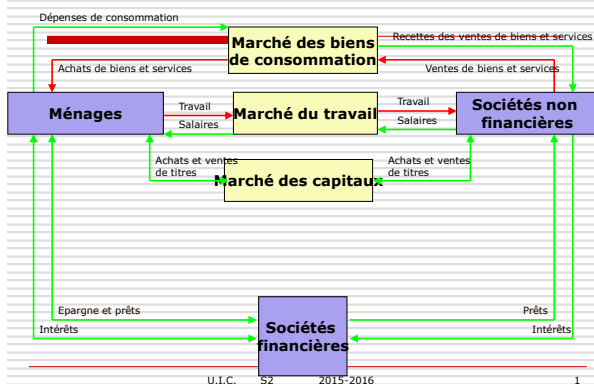 Dépenses de consommation
Marché des biens
de consommation
Recettes des ventes de biens et services
Achats de biens et services
Ventes de biens et services
Ménages
Travail
Salaires
Marché du travail
Travail
Salaires
Sociétés non
financières
Achats et ventes
de titres
Marché des capitaux
Achats et ventes
de titres
Epargne et prêts
Intérêts
Sociétés
financières
Prêts
Intérêts
U.I.C. S2 2015-2016 1